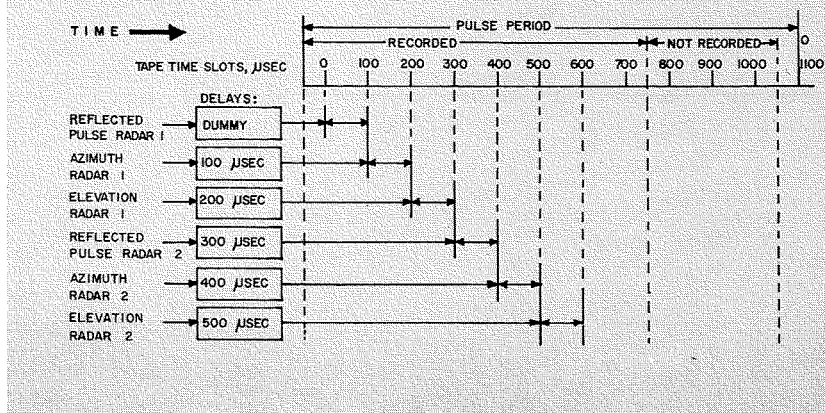 TIME
PULSE PERIOD
RECORDED
NOT RECORDED
0
TAPE TIME SLOTS, µSEC
0 100 200 300 400 500 600 700 800 900 1000 1100
DELAYS:
REFLECTED
PULSE RADAR 1
DUMMY
AZIMUTH
RADAR 1
100 µSEC
ELEVATION
RADAR 1
200 µSEC
REFLECTED
PULSE RADAR 2
300 µSEC
AZIMUTH
RADAR 2
400 µSEC
ELEVATION
RADAR 2
500 µSEC